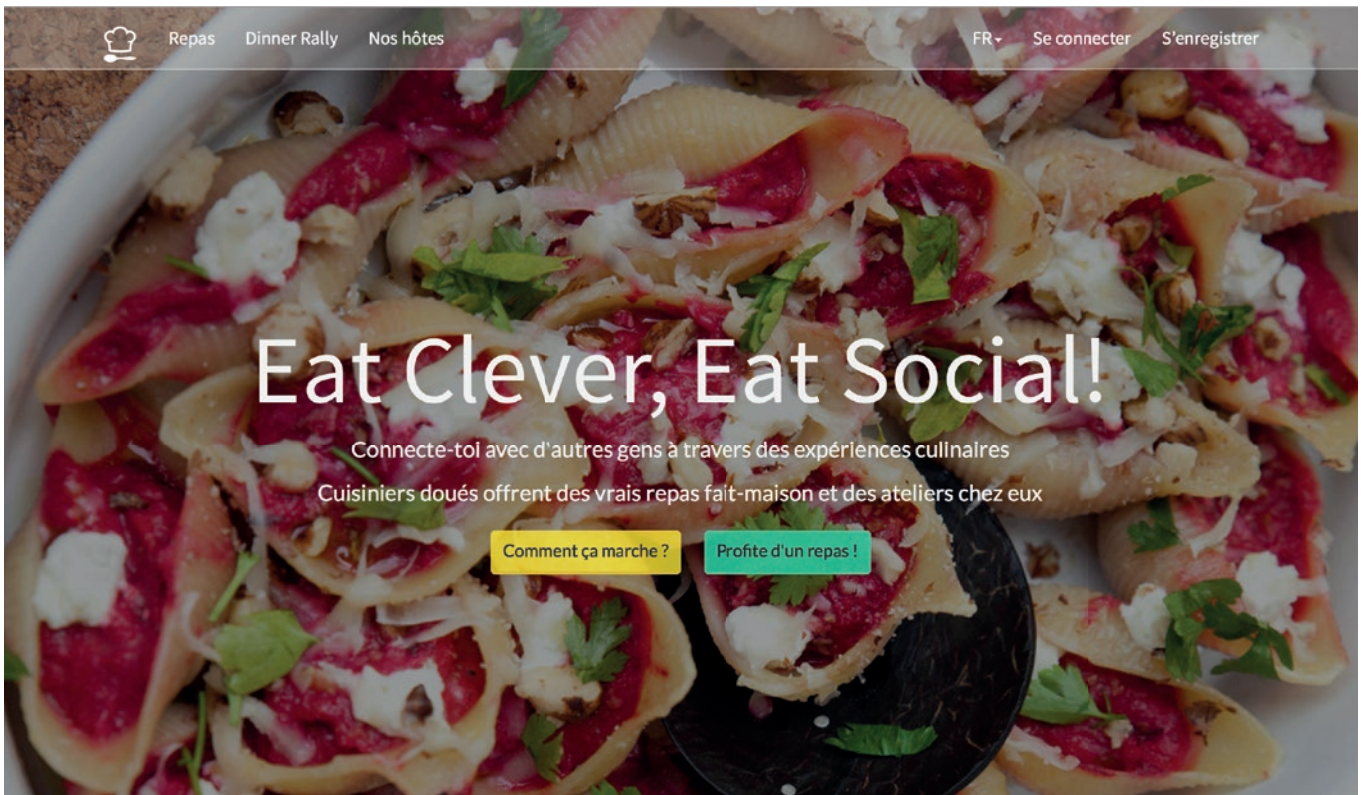 Repas
Dinner Rally
Nos hôtes
FR
Se connecter
S'enregistrer
Eat Clever, Eat Social!
Connecte-toi avec d'autres gens à travers des expériences culinaires
Cuisiniers doués offrent des vrais repas fait-maison et des ateliers chez eux
Comment ça marche ?
Profite d'un repas !